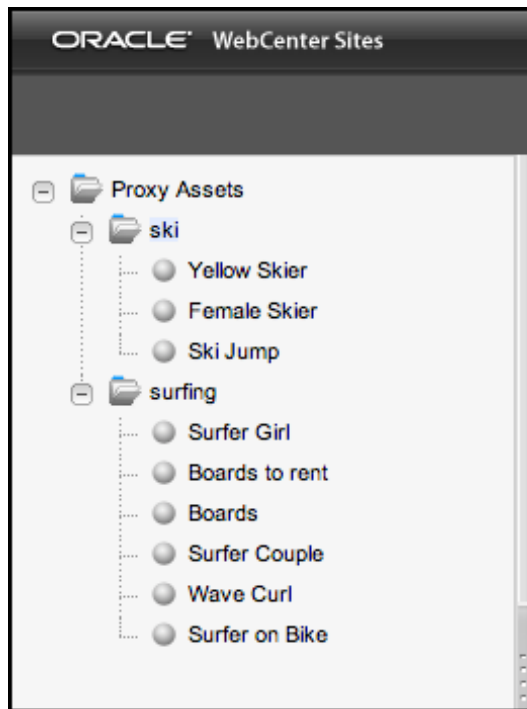 ORACLE WebCenter Sites
Proxy Assets
ski
Yellow Skier
Female Skier
Ski Jump
surfing
Surfer Girl
Boards to rent
Boards
Surfer Couple
Wave Curl
Surfer on Bike